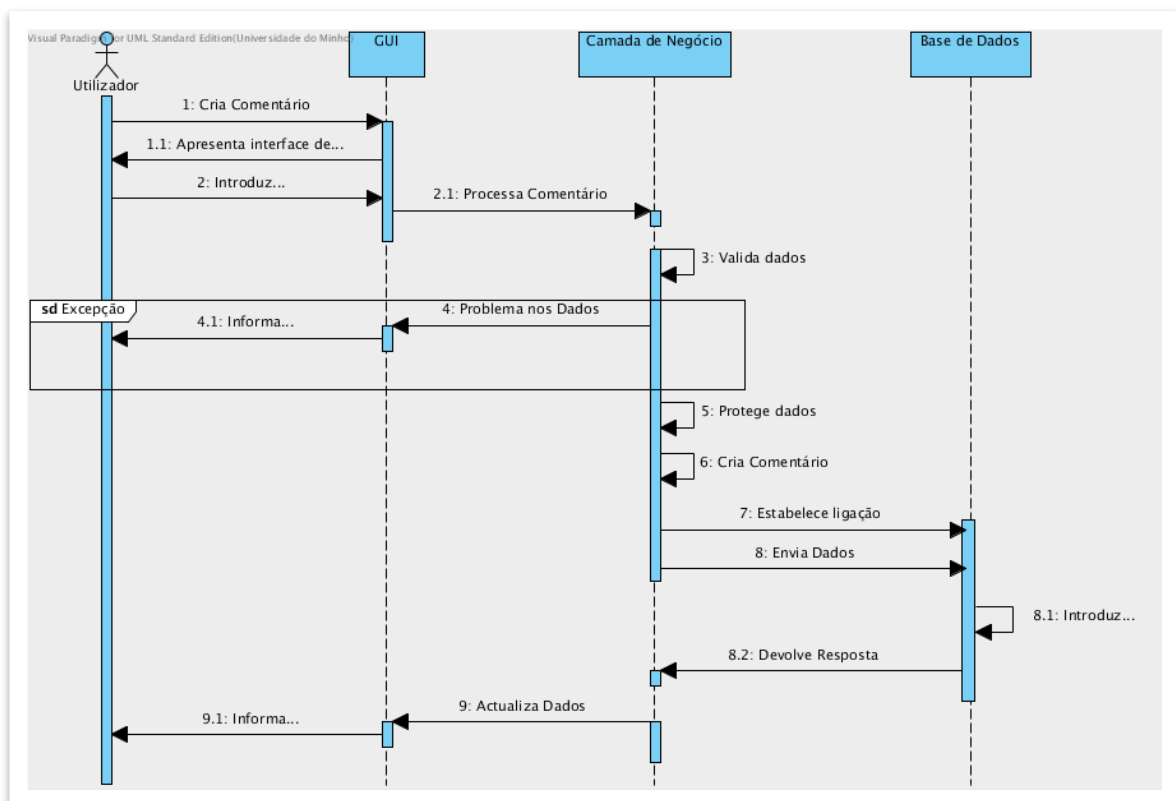 Visual Paradigm for UML Standard Edition(Universidade do Minho)
Utilizador
GUI
Camada de Negócio
Base de Dados
1: Cria Comentário
1.1: Apresenta interface de...
2: Introduz...
2.1: Processa Comentário
3: Valida dados
sd Excepção
4: Problema nos Dados
4.1: Informa...
5: Protege dados
6: Cria Comentário
7: Estabelece ligação
8: Envia Dados
8.1: Introduz...
8.2: Devolve Resposta
9: Actualiza Dados
9.1: Informa...